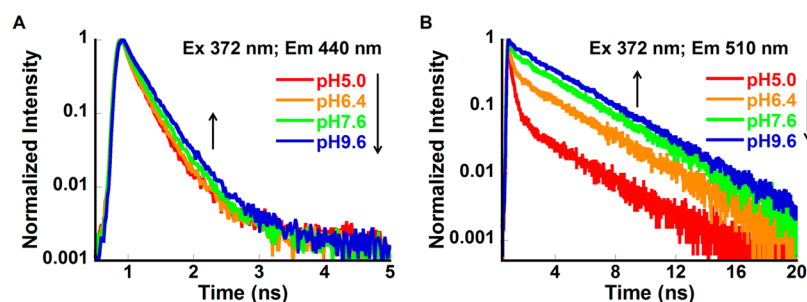 A
Ex 372 nm; Em 440 nm
pH5.0
pH6.4
pH7.6
pH9.6
Normalized Intensity
1
0.1
0.01
0.001
1
2
3
4
5
Time (ns)
B
Ex 372 nm; Em 510 nm
pH5.0
pH6.4
pH7.6
pH9.6
Normalized Intensity
1
0.1
0.01
0.001
4
8
12
16
20
Time (ns)